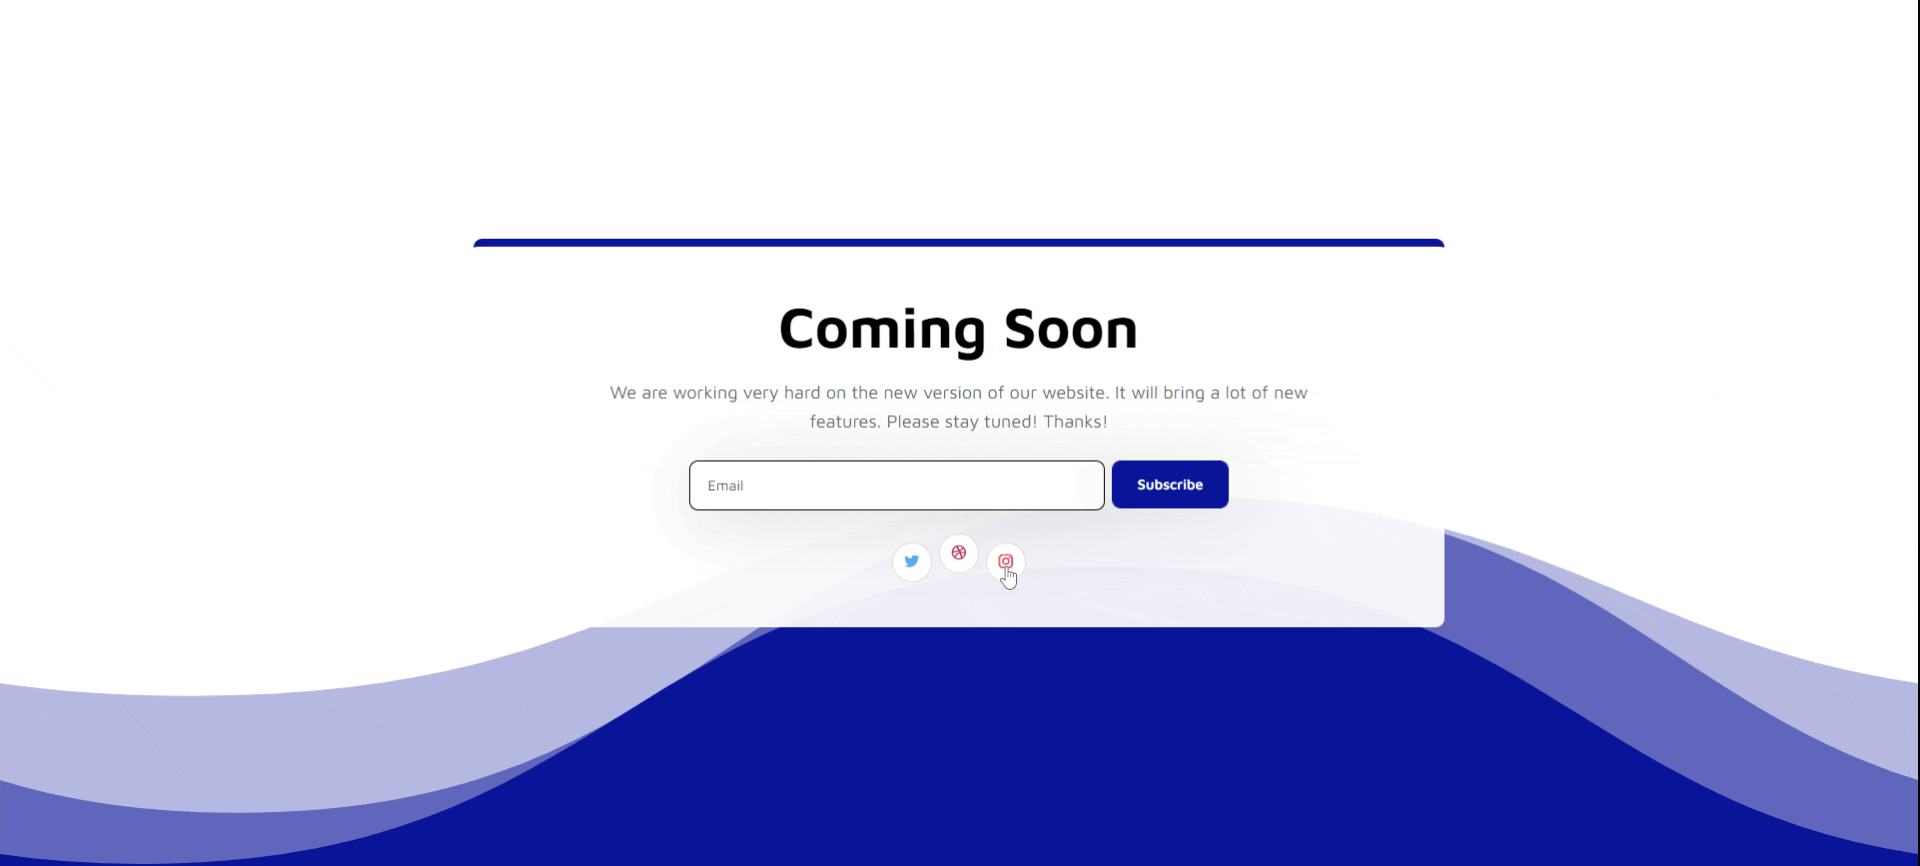 Coming Soon
We are working very hard on the new version of our website. It will bring a lot of new
features. Please stay tuned! Thanks!
Email
Subscribe